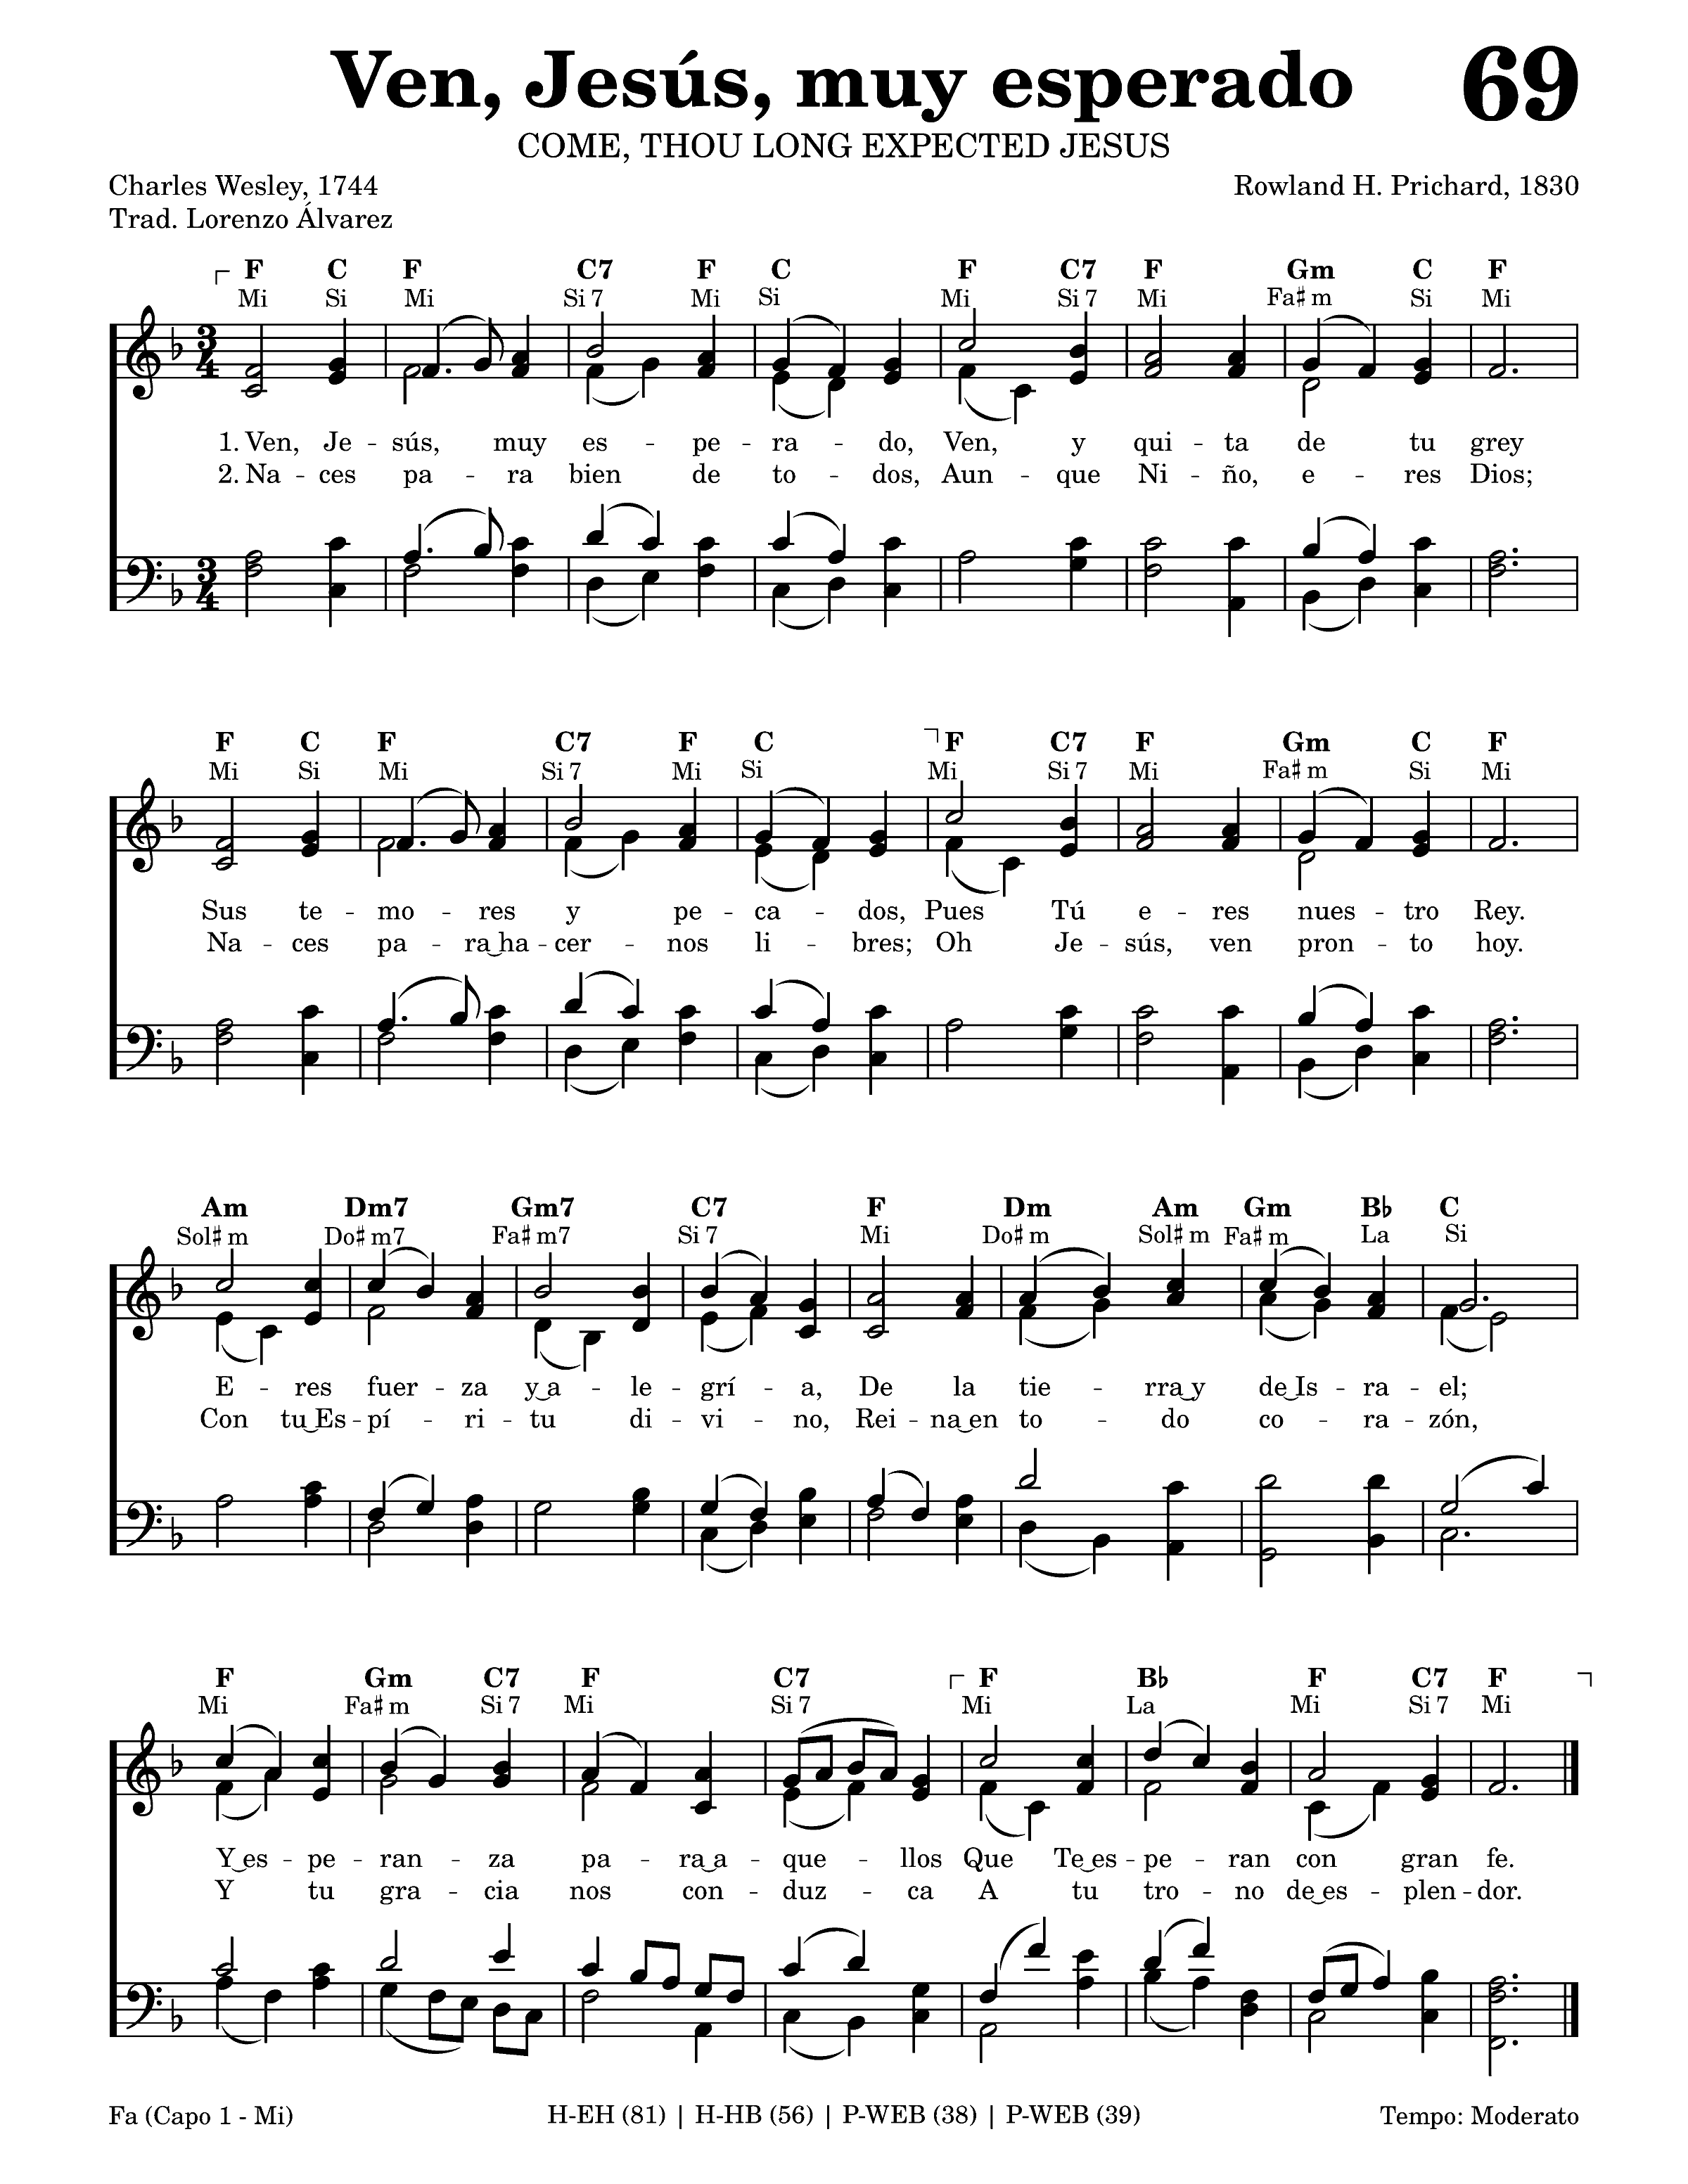 Ven, Jesús, muy esperado 69
COME, THOU LONG EXPECTED JESUS
Charles Wesley, 1744 Rowland H. Prichard, 1830
Trad. Lorenzo Álvarez
F C F C7 F C F C7 F Gm C F
Mi Si Mi Si 7 Mi Si Mi Si 7 Mi Fa♯m Si Mi
3 4
1. Ven, Je -- sús, muy es -- pe -- ra -- do, Ven, y qui -- ta de tu grey
2. Na -- ces pa -- ra bien de to -- dos, Aun -- que Ni -- ño, e -- res Dios;
3 4
F C F C7 F C F C7 F Gm C F
Mi Si Mi Si 7 Mi Si Mi Si 7 Mi Fa♯m Si Mi
Sus te -- mo -- res y pe -- ca -- dos, Pues Tú e -- res nues -- tro Rey.
Na -- ces pa -- ra‿ha -- cer -- nos li -- bres; Oh Je -- sús, ven pron -- to hoy.
Am Dm7 Gm7 C7 F Dm Am Gm B♭ C
Sol♯m Do♯m7 Fa♯m7 Si 7 Mi Do♯m Sol♯m Fa♯m La Si
E -- res fuer -- za y‿a -- le -- grí -- a, De la tie -- rra‿y de‿Is -- ra -- el;
Con tu‿Es -- pí -- ri -- tu di -- vi -- no, Rei -- na‿en to -- do co -- ra -- zón,
F Gm C7 F C7 F B♭ F C7 F
Mi Fa♯m Si 7 Mi Si 7 Mi La Mi Si 7 Mi
Y‿es -- pe -- ran -- za pa -- ra‿a -- que -- llos Que Te‿es -- pe -- ran con gran fe.
Y tu gra -- cia nos con -- duz -- ca A tu tro -- no de‿es -- plen -- dor.
Fa (Capo 1 - Mi) H-EH (81) | H-HB (56) | P-WEB (38) | P-WEB (39) Tempo: Moderato